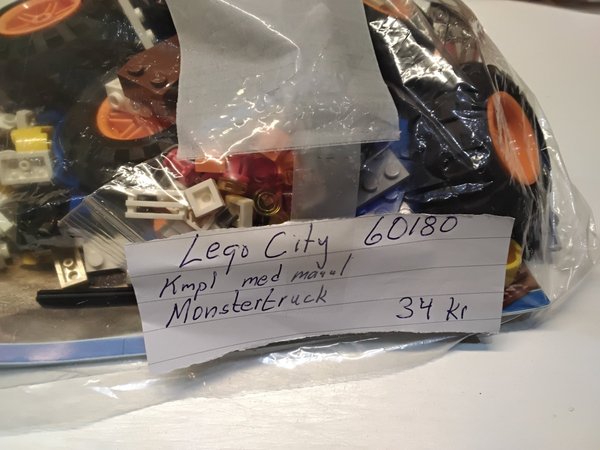 Lego City 60180
Kmpl med manual
Monstertruck 34 kr